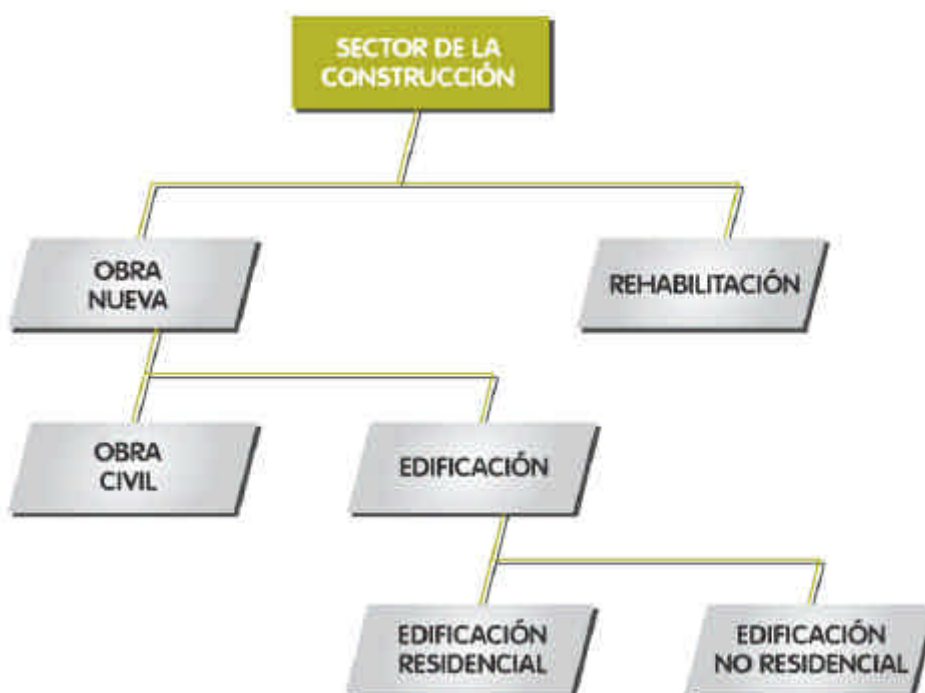 SECTOR DE LA
CONSTRUCCIÓN
OBRA
NUEVA
REHABILITACIÓN
OBRA
CIVIL
EDIFICACIÓN
EDIFICACIÓN
RESIDENCIAL
EDIFICACIÓN
NO RESIDENCIAL